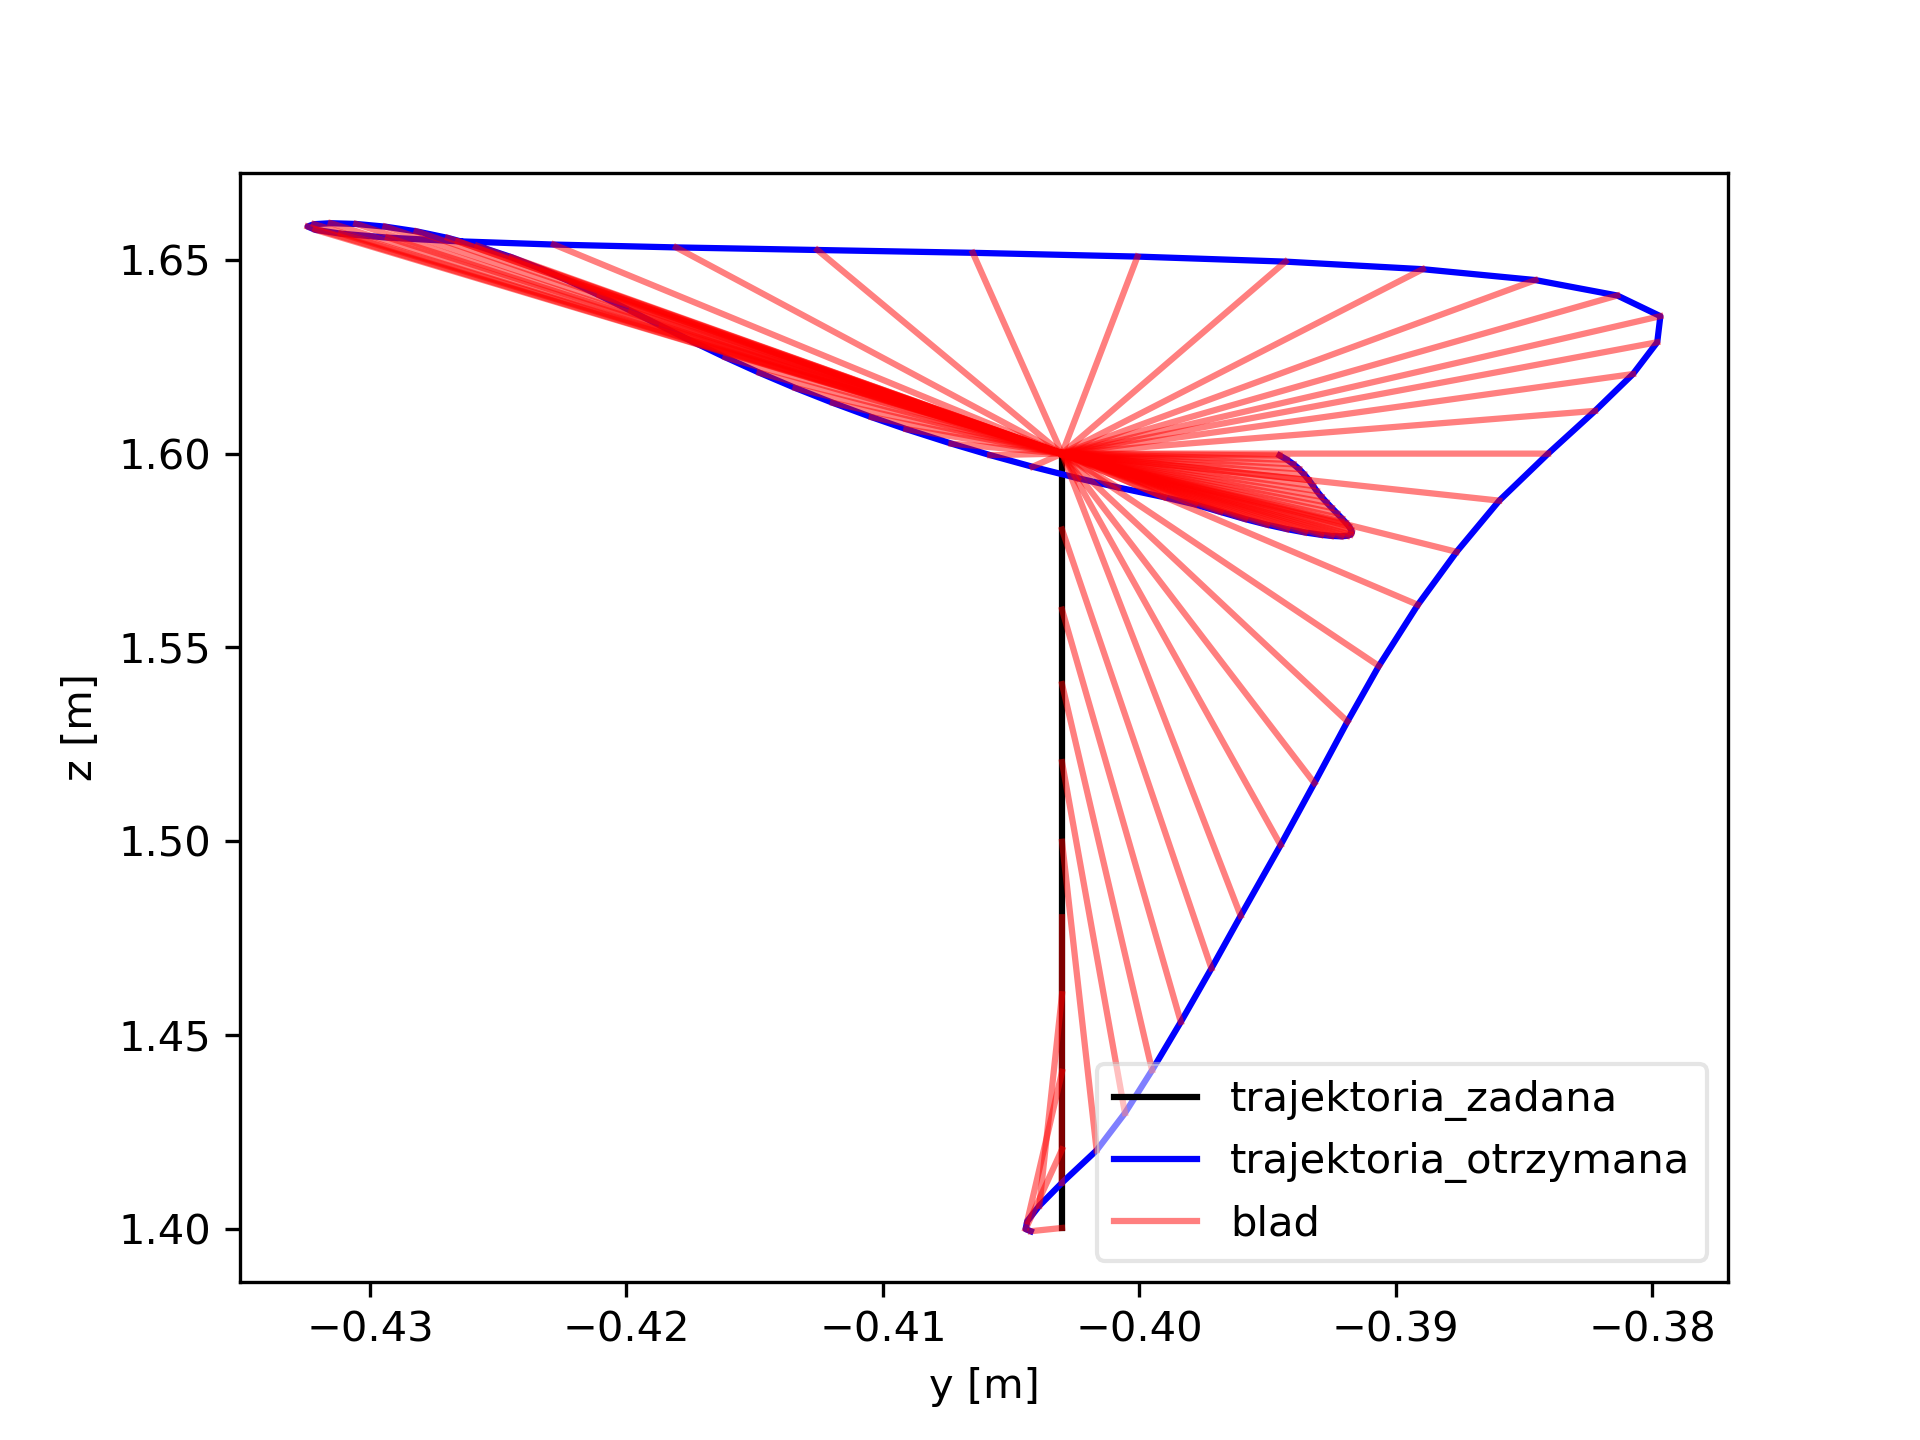 1.65
1.60
1.55
1.50
1.45
1.40
z [m]
−0.43 −0.42 −0.41 −0.40 −0.39 −0.38
y [m]
trajektoria_zadana
trajektoria_otrzymana
blad